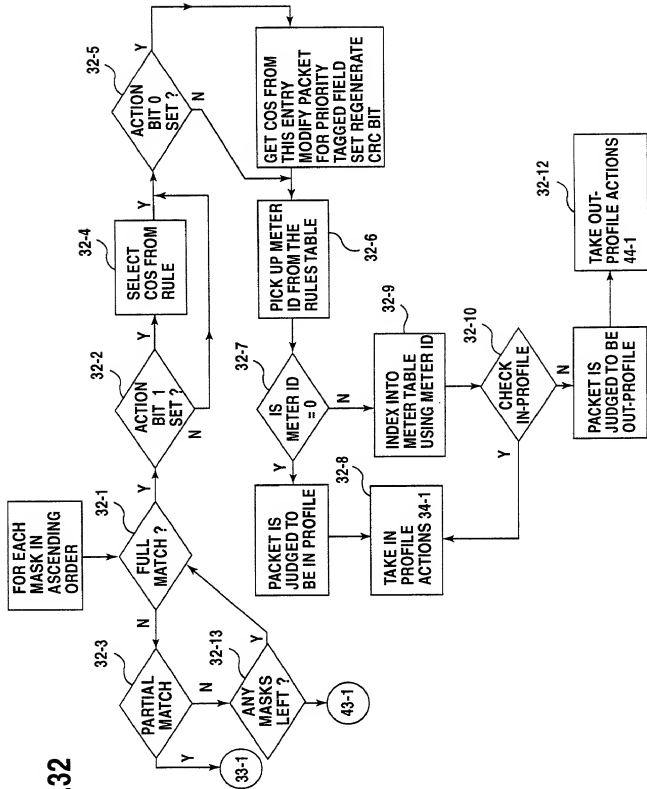 .32
FOR EACH
MASK IN
ASCENDING
ORDER
32-1
FULL
MATCH ?
Y
N
32-3
PARTIAL
MATCH
Y
N
33-1
32-13
ANY
MASKS
LEFT ?
Y
43-1
32-2
ACTION
BIT 1
SET ?
Y
N
32-4
SELECT
COS FROM
RULE
Y
32-5
ACTION
BIT 0
SET ?
Y
N
GET COS FROM
THIS ENTRY
MODIFY PACKET
FOR PRIORITY
TAGGED FIELD
SET REGENERATE
CRC BIT
PICK UP METER
ID FROM THE
RULES TABLE
32-6
32-7
IS
METER ID
= 0
Y
N
PACKET IS
JUDGED TO
BE IN PROFILE
32-8
TAKE IN
PROFILE
ACTIONS 34-1
32-9
INDEX INTO
METER TABLE
USING METER ID
32-10
CHECK
IN-PROFILE
Y
N
PACKET IS
JUDGED TO BE
OUT-PROFILE
32-12
TAKE OUT-
PROFILE ACTIONS
44-1